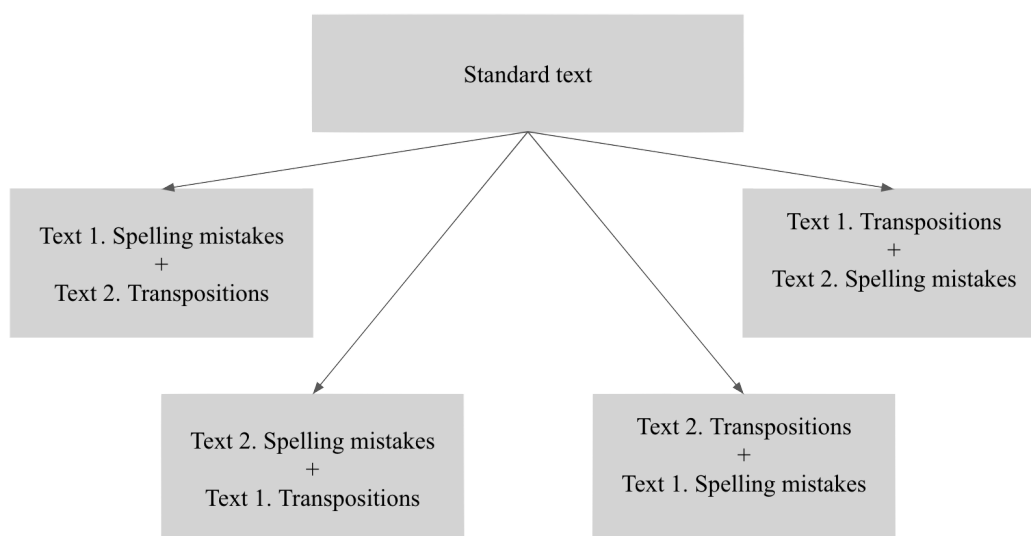 Standard text
Text 1. Spelling mistakes
+
Text 2. Transpositions
Text 1. Transpositions
+
Text 2. Spelling mistakes
Text 2. Spelling mistakes
+
Text 1. Transpositions
Text 2. Transpositions
+
Text 1. Spelling mistakes